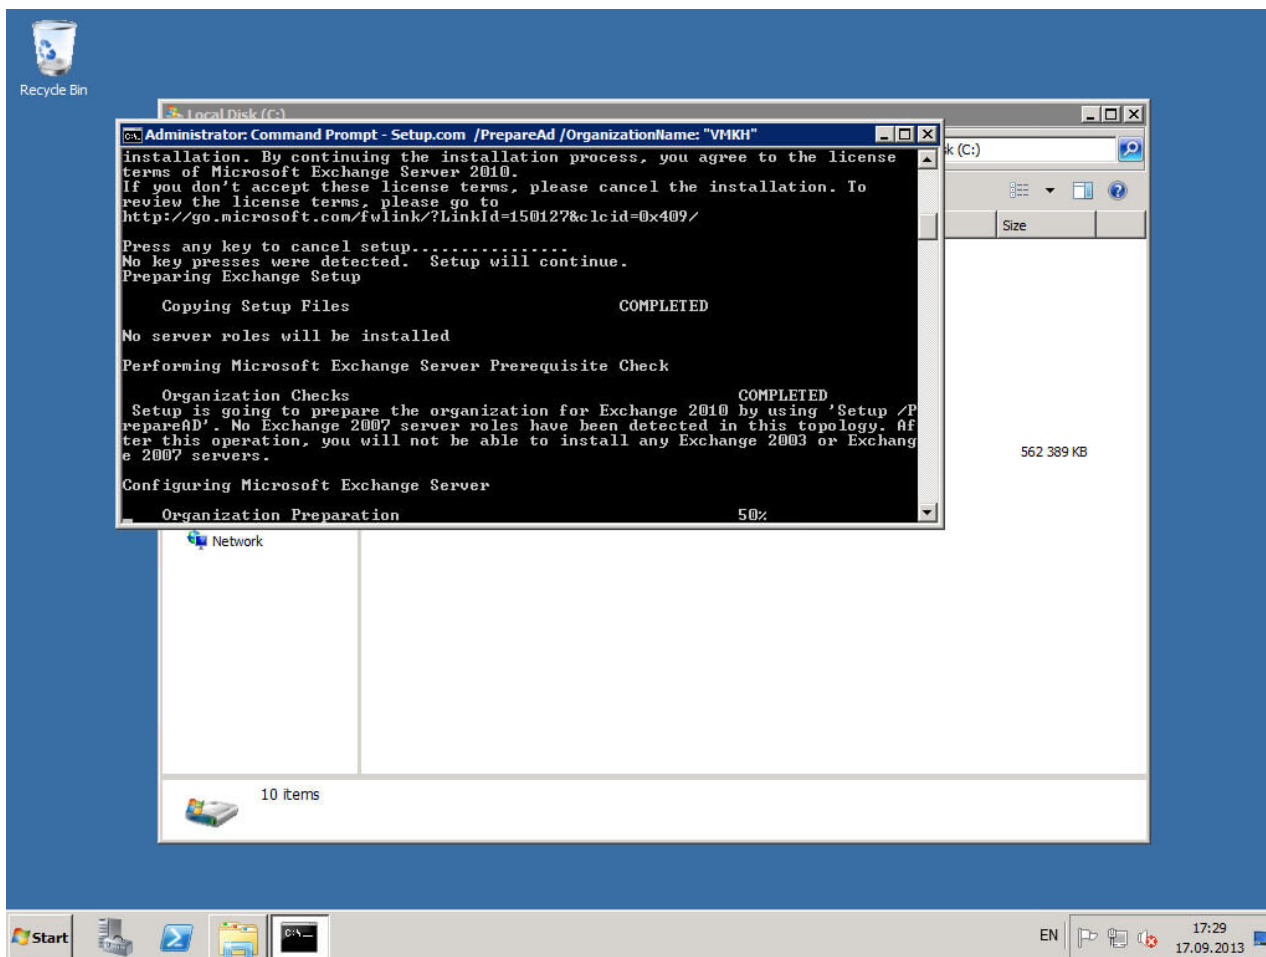 Recycle Bin
Local Disk (C:)
Administrator: Command Prompt - Setup.com /PrepareAd /OrganizationName: "VMKH"
sk (C:)
installation. By continuing the installation process, you agree to the license
terms of Microsoft Exchange Server 2010.
If you don't accept these license terms, please cancel the installation. To
review the license terms, please go to
http://go.microsoft.com/fwlink/?LinkId=150127&clcid=0x409/
Size
Press any key to cancel setup................
No key presses were detected.  Setup will continue.
Preparing Exchange Setup
Copying Setup Files COMPLETED
No server roles will be installed
Performing Microsoft Exchange Server Prerequisite Check
Organization Checks COMPLETED
Setup is going to prepare the organization for Exchange 2010 by using 'Setup /P
repareAD'. No Exchange 2007 server roles have been detected in this topology. Af
ter this operation, you will not be able to install any Exchange 2003 or Exchang
e 2007 servers.
562 389 KB
Configuring Microsoft Exchange Server
Organization Preparation 50%
Network
10 items
Start
EN
17:29
17.09.2013